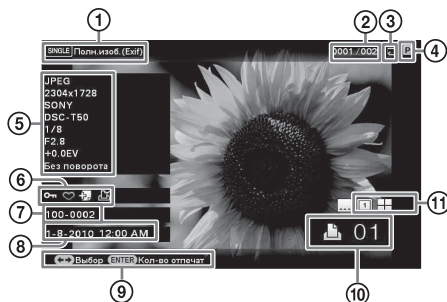 ① ② ③ ④
SINGLE Полн.изоб.(Exif) 0001/002
JPEG
2304x1728
SONY
DSC-T50
1/8
F2.8
+0.0EV
Без поворота
⑤
⑥
⑦ 100-0002
⑧ 1-8-2010 12:00 AM
⑪
01
Выбор ENTER Кол-во отпечат
⑨ ⑩